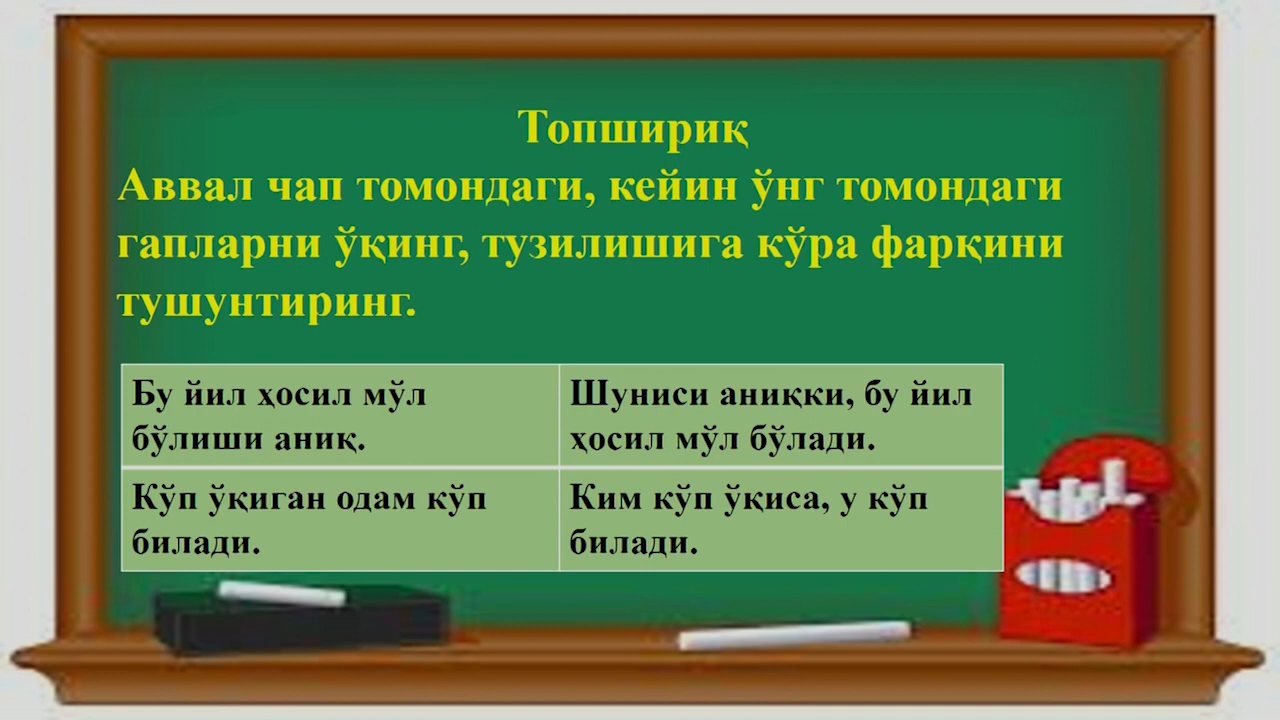 Топшириқ
Аввал чап томондаги, кейин ўнг томондаги
гапларни ўқинг, тузилишига кўра фарқини
тушунтиринг.
Бу йил ҳосил мўл
бўлиши аниқ.
Шуниси аниқки, бу йил
ҳосил мўл бўлади.
Кўп ўқиган одам кўп
билади.
Ким кўп ўқиса, у кўп
билади.